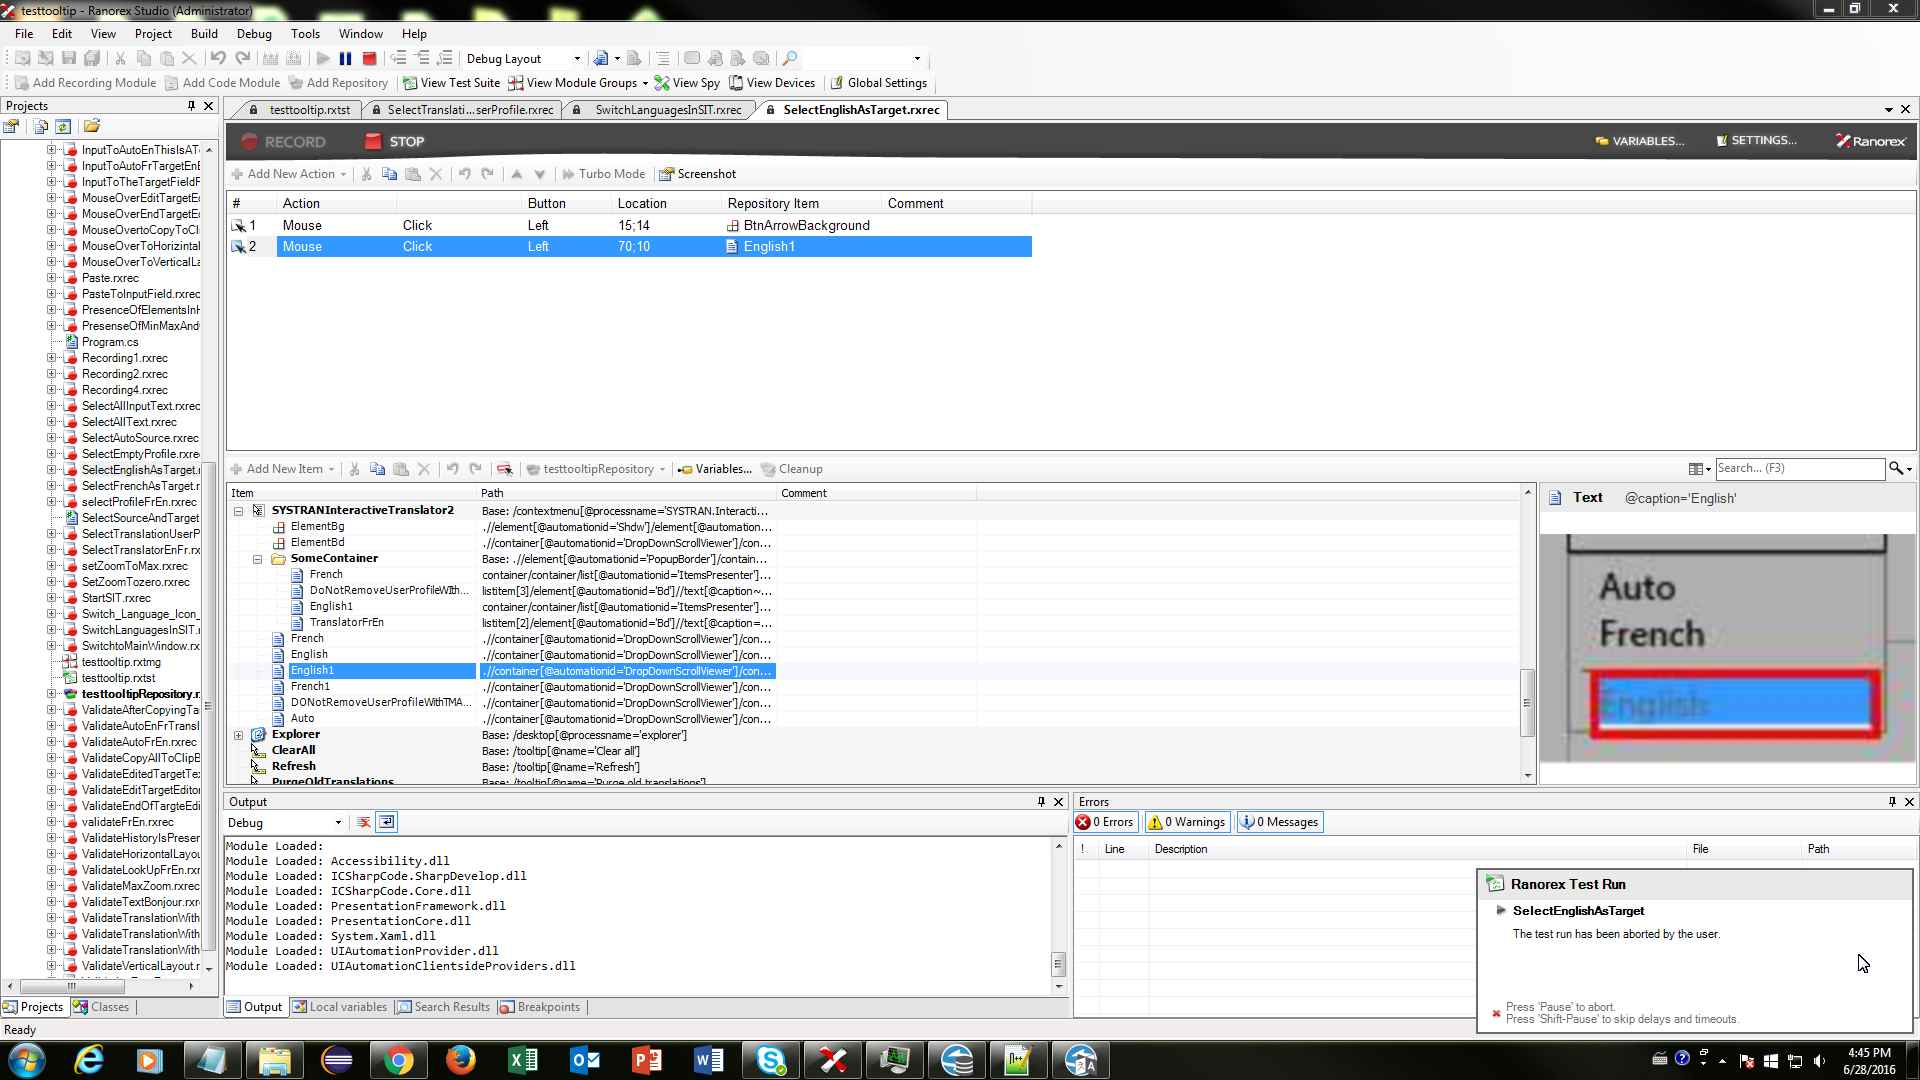 testtooltip - Ranorex Studio (Administrator)
File Edit View Project Build Debug Tools Window Help
Debug Layout
Add Recording Module Add Code Module Add Repository View Test Suite View Module Groups View Spy View Devices Global Settings
Projects
testtooltip.rxtst SelectTranslati...serProfile.rxrec SwitchLanguagesInSIT.rxrec SelectEnglishAsTarget.rxrec
RECORD STOP VARIABLES... SETTINGS... Ranorex
Add New Action Turbo Mode Screenshot
# Action Button Location Repository Item Comment
1 Mouse Click Left 15;14 BtnArrowBackground
2 Mouse Click Left 70;10 English1
InputToAutoEnThisIsAT
InputToAutoFrTargetEnE
InputToTheTargetFieldF
MouseOverEditTargetEc
MouseOverEndTargetEc
MouseOvertoCopyToCl
MouseOverToHorizintal
MouseOverToVerticalLa
Paste.rxrec
PasteToInputField.rxrec
PresenceOfElementsInH
PresenseOfMinMaxAnd
Program.cs
Recording1.rxrec
Recording2.rxrec
Recording4.rxrec
SelectAllInputText.rxrec
SelectAllText.rxrec
SelectAutoSource.rxrec
SelectEmptyProfile.rxrec
SelectEnglishAsTarget.r
SelectFrenchAsTarget.r
selectProfileFrEn.rxrec
SelectSourceAndTarget
SelectTranslationUserP
SelectTranslatorEnFr.rx
setZoomToMax.rxrec
SetZoomTozero.rxrec
StartSIT.rxrec
Switch_Language_Icon_
SwitchLanguagesInSIT.r
SwitchtoMainWindow.rx
testtooltip.rxtmg
testtooltip.rxtst
testtooltipRepository.r
ValidateAfterCopyingTa
ValidateAutoEnFrTransl
ValidateAutoFrEn.rxrec
ValidateCopyAllToClipB
ValidateEditedTargetTe
ValidateEditTargetEditor
ValidateEndOfTargteEdi
validateFrEn.rxrec
ValidateHistoryIsPreser
ValidateHorizontalLayou
ValidateLookUpFrEn.rx
ValidateMaxZoom.rxrec
ValidateTextBonjour.rxr
ValidateTranslationWith
ValidateTranslationWith
ValidateTranslationWith
ValidateVerticalLayout.r
Projects Classes
Add New Item testtooltipRepository Variables... Cleanup Search... (F3)
Item Path Comment
SYSTRANInteractiveTranslator2 Base: /contextmenu[@processname='SYSTRAN.Interacti...
ElementBg .//element[@automationid='Shdw']/element[@automation...
ElementBd .//container[@automationid='DropDownScrollViewer']/con...
SomeContainer Base: .//element[@automationid='PopupBorder']/contain...
French container/container/list[@automationid='ItemsPresenter']...
DoNotRemoveUserProfileWith... listitem[3]/element[@automationid='Bd']//text[@caption~...
English1 container/container/list[@automationid='ItemsPresenter']...
TranslatorFrEn listitem[2]/element[@automationid='Bd']//text[@caption=...
French .//container[@automationid='DropDownScrollViewer']/con...
English .//container[@automationid='DropDownScrollViewer']/con...
English1 .//container[@automationid='DropDownScrollViewer']/con...
French1 .//container[@automationid='DropDownScrollViewer']/con...
DONotRemoveUserProfileWithTMA... .//container[@automationid='DropDownScrollViewer']/con...
Auto .//container[@automationid='DropDownScrollViewer']/con...
Explorer Base: /desktop[@processname='explorer']
ClearAll Base: /tooltip[@name='Clear all']
Refresh Base: /tooltip[@name='Refresh']
PurgeOldTranslations Base: /tooltip[@name='Purge old translations']
Text @caption='English'
Auto
French
English
Output
Debug
Module Loaded:
Module Loaded: Accessibility.dll
Module Loaded: ICSharpCode.SharpDevelop.dll
Module Loaded: ICSharpCode.Core.dll
Module Loaded: PresentationFramework.dll
Module Loaded: PresentationCore.dll
Module Loaded: System.Xaml.dll
Module Loaded: UIAutomationProvider.dll
Module Loaded: UIAutomationClientsideProviders.dll
Output Local variables Search Results Breakpoints
Errors
0 Errors 0 Warnings 0 Messages
! Line Description File Path
Ranorex Test Run
SelectEnglishAsTarget
The test run has been aborted by the user.
Press 'Pause' to abort.
Press 'Shift-Pause' to skip delays and timeouts.
Ready
4:45 PM
6/28/2016